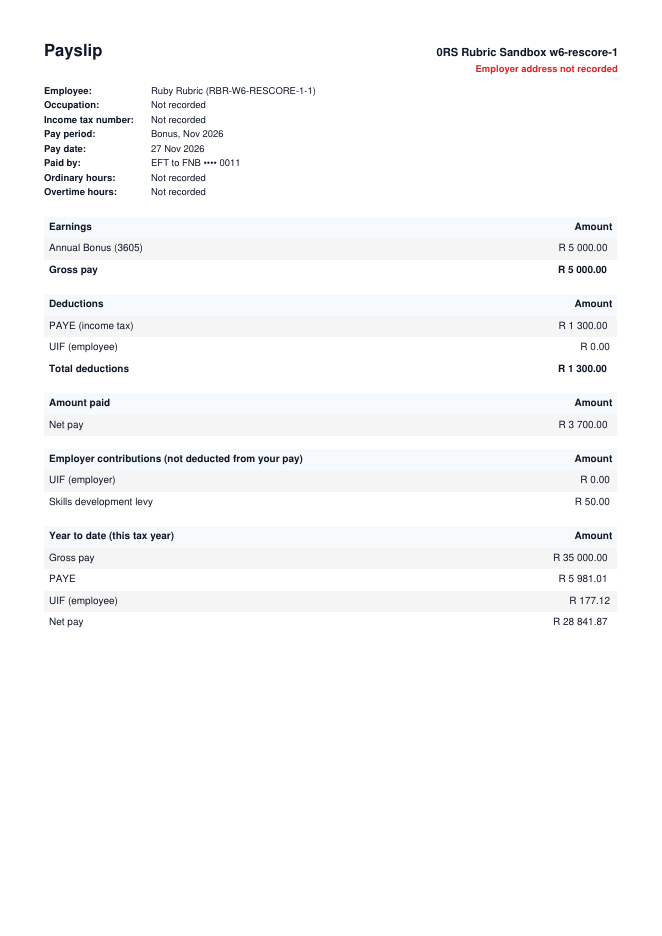 Payslip
0RS Rubric Sandbox w6-rescore-1
Employer address not recorded
Employee: Ruby Rubric (RBR-W6-RESCORE-1-1)
Occupation: Not recorded
Income tax number: Not recorded
Pay period: Bonus, Nov 2026
Pay date: 27 Nov 2026
Paid by: EFT to FNB •••• 0011
Ordinary hours: Not recorded
Overtime hours: Not recorded
Earnings Amount
Annual Bonus (3605) R 5 000.00
Gross pay R 5 000.00
Deductions Amount
PAYE (income tax) R 1 300.00
UIF (employee) R 0.00
Total deductions R 1 300.00
Amount paid Amount
Net pay R 3 700.00
Employer contributions (not deducted from your pay) Amount
UIF (employer) R 0.00
Skills development levy R 50.00
Year to date (this tax year) Amount
Gross pay R 35 000.00
PAYE R 5 981.01
UIF (employee) R 177.12
Net pay R 28 841.87